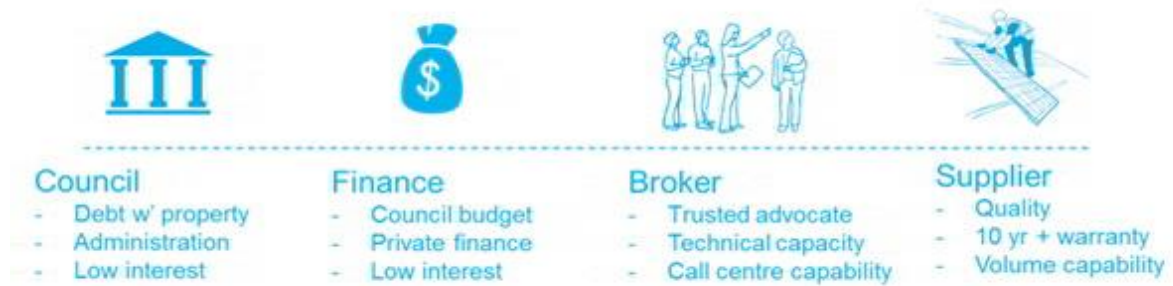 $
Council
- Debt w' property
- Administration
- Low interest
Finance
- Council budget
- Private finance
- Low interest
Broker
- Trusted advocate
- Technical capacity
- Call centre capability
Supplier
- Quality
- 10 yr + warranty
- Volume capability